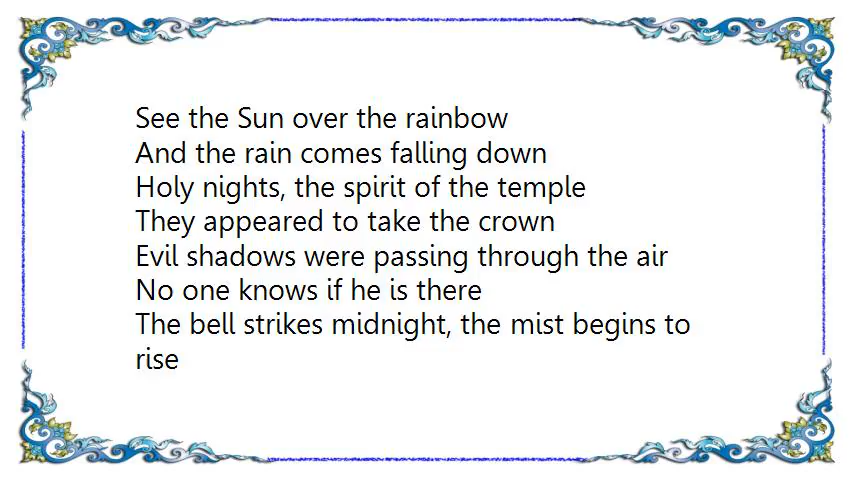 See the Sun over the rainbow
And the rain comes falling down
Holy nights, the spirit of the temple
They appeared to take the crown
Evil shadows were passing through the air
No one knows if he is there
The bell strikes midnight, the mist begins to
rise